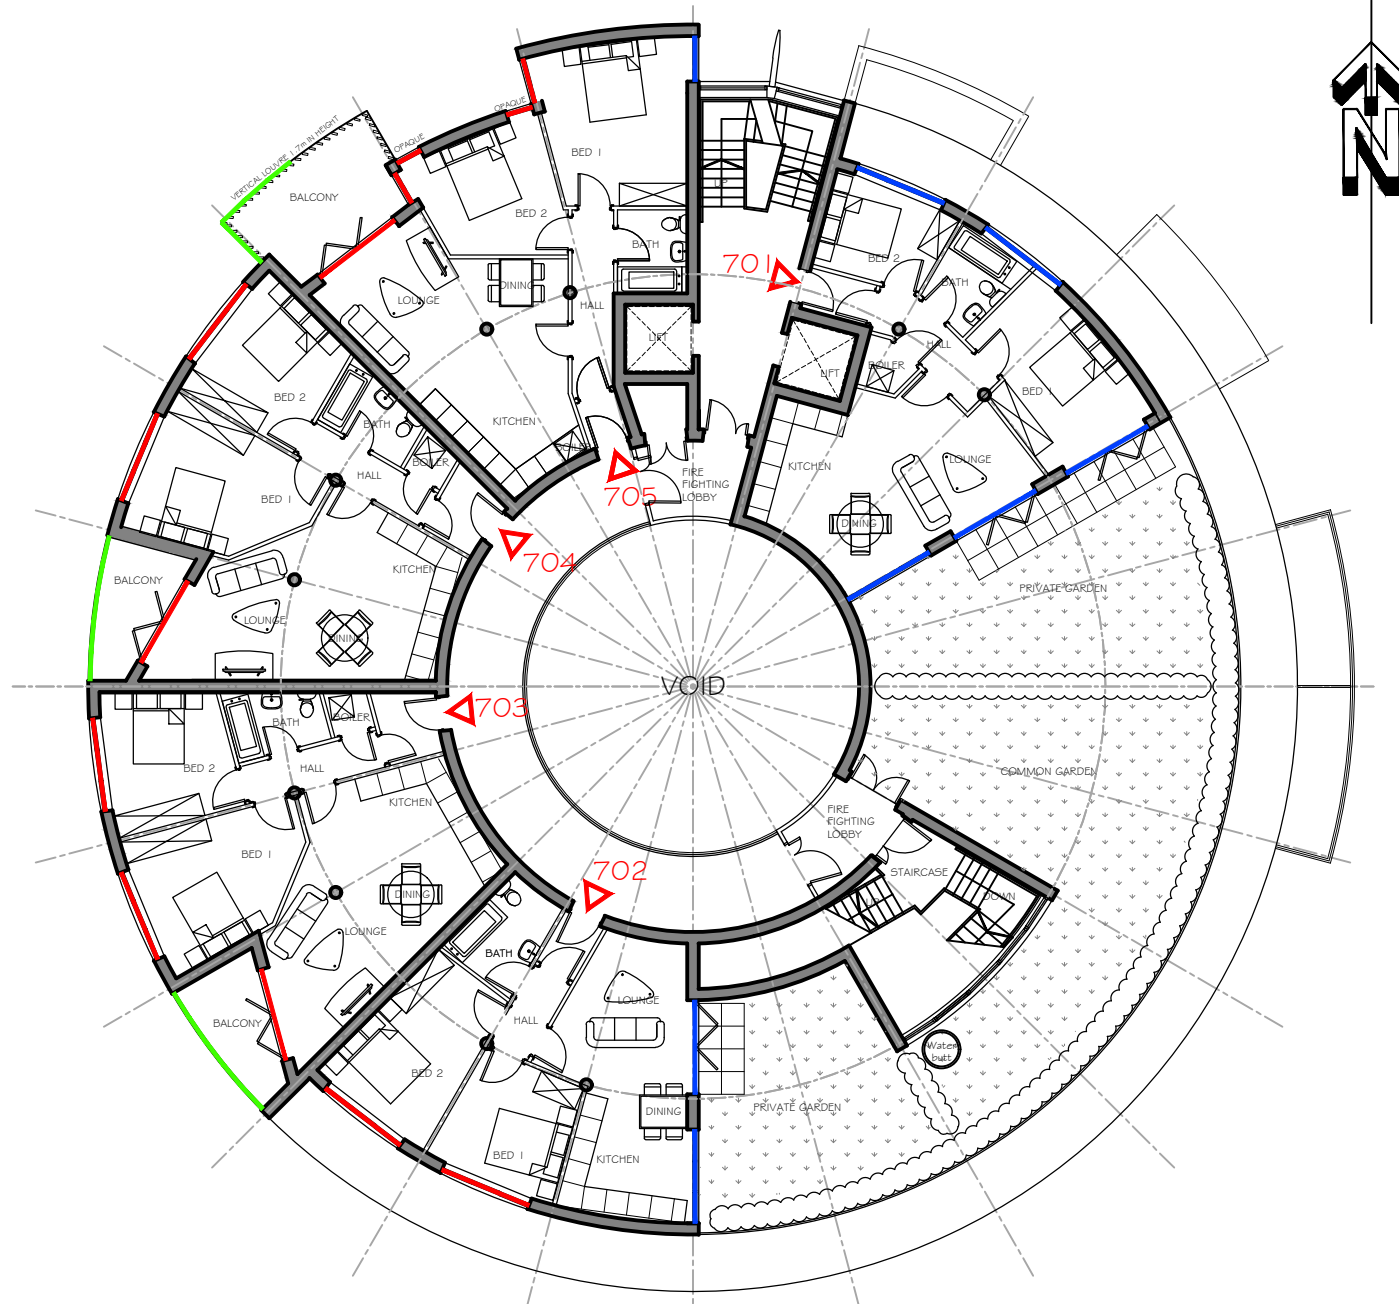 N
OPAQUE
OPAQUE
VERTICAL LOUVRE 1.7m IN HEIGHT
BALCONY
BED 1
BED 2
BATH
UP
DINING
LOUNGE
HALL
LIFT
KITCHEN
BOILER
705
701
BED 2
BATH
HALL
LIFT
BOILER
BED 1
LOUNGE
KITCHEN
DINING
FIRE
FIGHTING
LOBBY
BED 2
BATH
BOILER
HALL
BED 1
704
KITCHEN
BALCONY
LOUNGE
DINING
PRIVATE GARDEN
VOID
703
BATH
BOILER
BED 2
HALL
KITCHEN
BED 1
DINING
LOUNGE
BALCONY
COMMON GARDEN
FIRE
FIGHTING
LOBBY
STAIRCASE
UP
DOWN
702
BATH
LOUNGE
HALL
BED 2
DINING
BED 1
KITCHEN
Water
butt
PRIVATE GARDEN